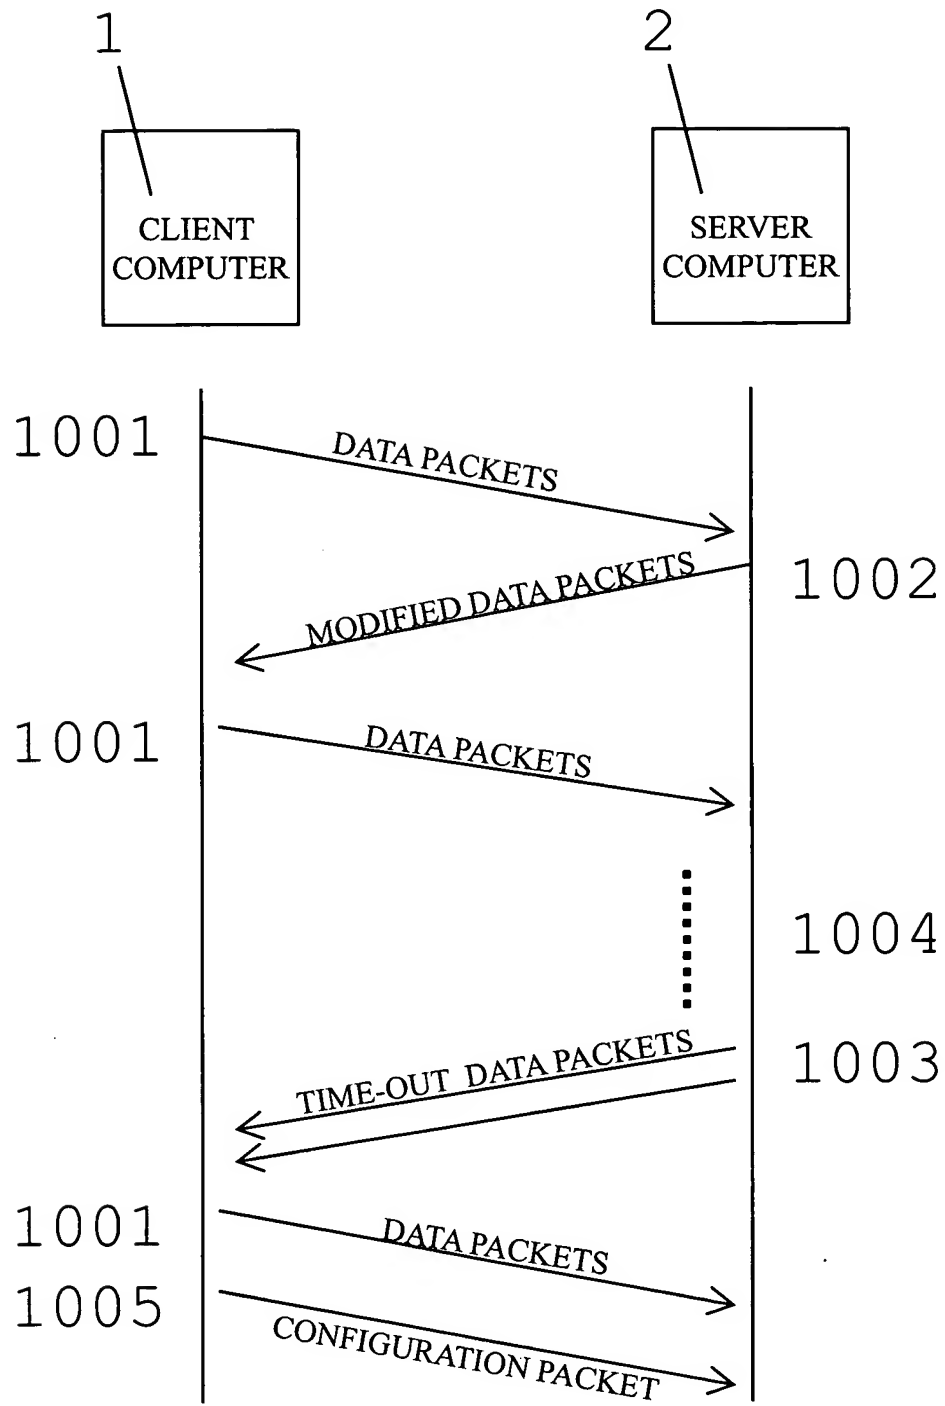 1
2
CLIENT
COMPUTER
SERVER
COMPUTER
1001
DATA PACKETS
MODIFIED DATA PACKETS
1002
1001
DATA PACKETS
1004
TIME-OUT DATA PACKETS
1003
1001
DATA PACKETS
1005
CONFIGURATION PACKET